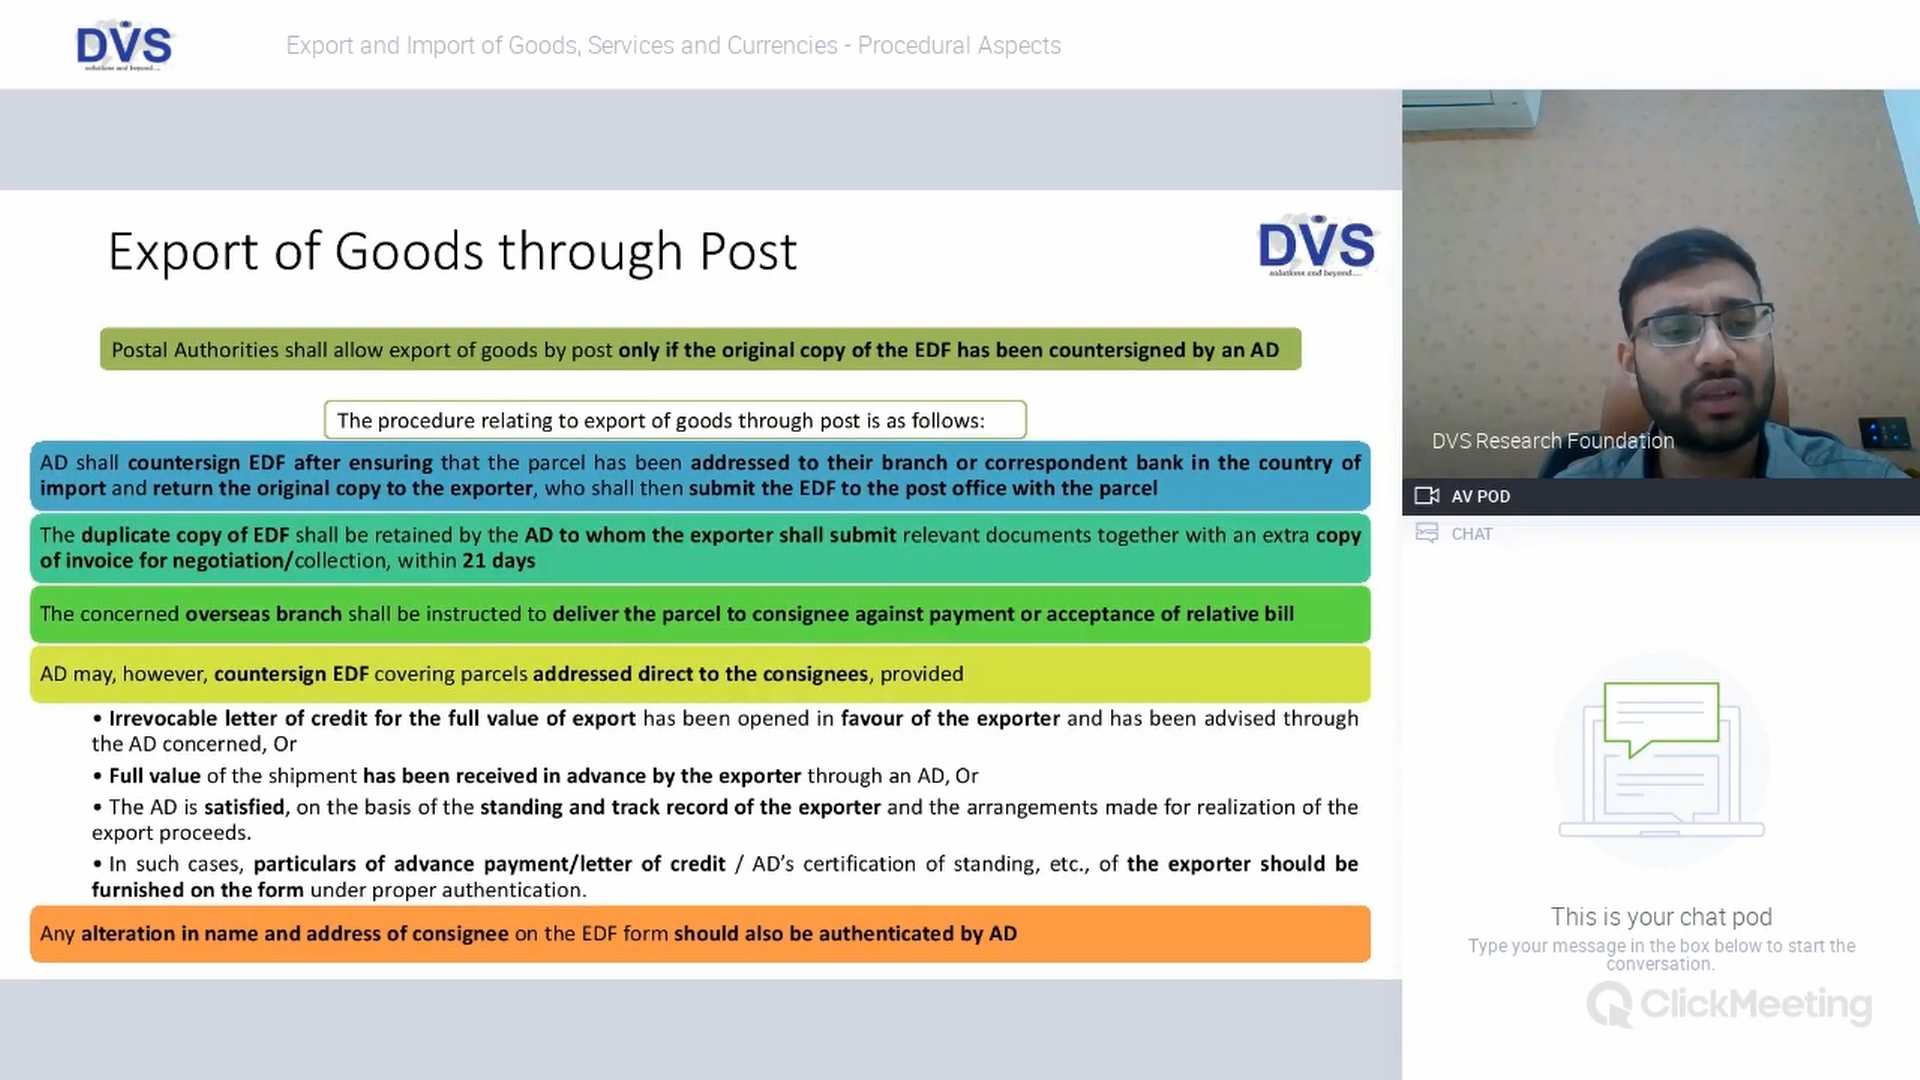 DVS
solutions and beyond....
Export and Import of Goods, Services and Currencies - Procedural Aspects
Export of Goods through Post
DVS
solutions and beyond....
Postal Authorities shall allow export of goods by post only if the original copy of the EDF has been countersigned by an AD
The procedure relating to export of goods through post is as follows:
AD shall countersign EDF after ensuring that the parcel has been addressed to their branch or correspondent bank in the country of
import and return the original copy to the exporter, who shall then submit the EDF to the post office with the parcel
The duplicate copy of EDF shall be retained by the AD to whom the exporter shall submit relevant documents together with an extra copy
of invoice for negotiation/collection, within 21 days
The concerned overseas branch shall be instructed to deliver the parcel to consignee against payment or acceptance of relative bill
AD may, however, countersign EDF covering parcels addressed direct to the consignees, provided
• Irrevocable letter of credit for the full value of export has been opened in favour of the exporter and has been advised through
the AD concerned, Or
• Full value of the shipment has been received in advance by the exporter through an AD, Or
• The AD is satisfied, on the basis of the standing and track record of the exporter and the arrangements made for realization of the
export proceeds.
• In such cases, particulars of advance payment/letter of credit / AD's certification of standing, etc., of the exporter should be
furnished on the form under proper authentication.
Any alteration in name and address of consignee on the EDF form should also be authenticated by AD
DVS Research Foundation
AV POD
CHAT
This is your chat pod
Type your message in the box below to start the
conversation.
ClickMeeting